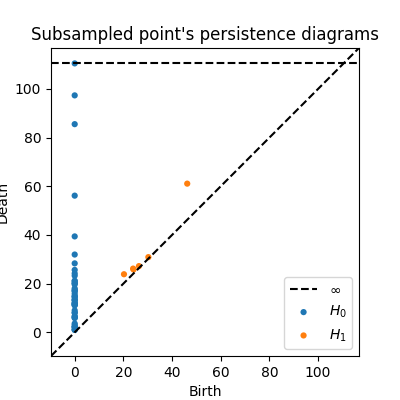 Subsampled point's persistence diagrams
Death
100
80
60
40
20
0
∞
H₀
H₁
0 20 40 60 80 100
Birth